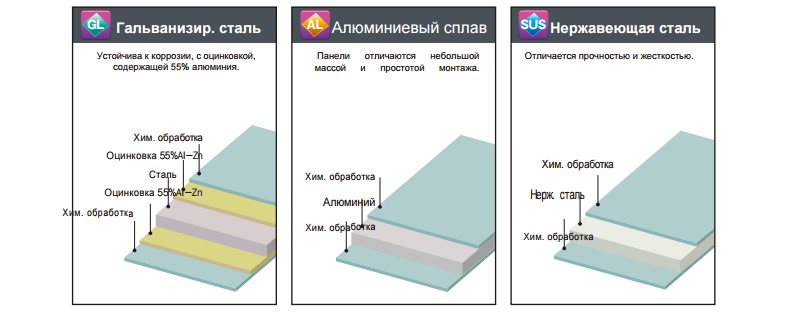 GL Гальванизир. сталь
Устойчива к коррозии, с оцинковкой,
содержащей 55% алюминия.
Хим. обработка
Оцинковка 55%Al—Zn
Сталь
Оцинковка 55%Al—Zn
Хим. обработка
AL Алюминиевый сплав
Панели отличаются небольшой
массой и простотой монтажа.
Хим. обработка
Алюминий
Хим. обработка
SUS Нержавеющая сталь
Отличается прочностью и жесткостью.
Хим. обработка
Нерж. сталь
Хим. обработка